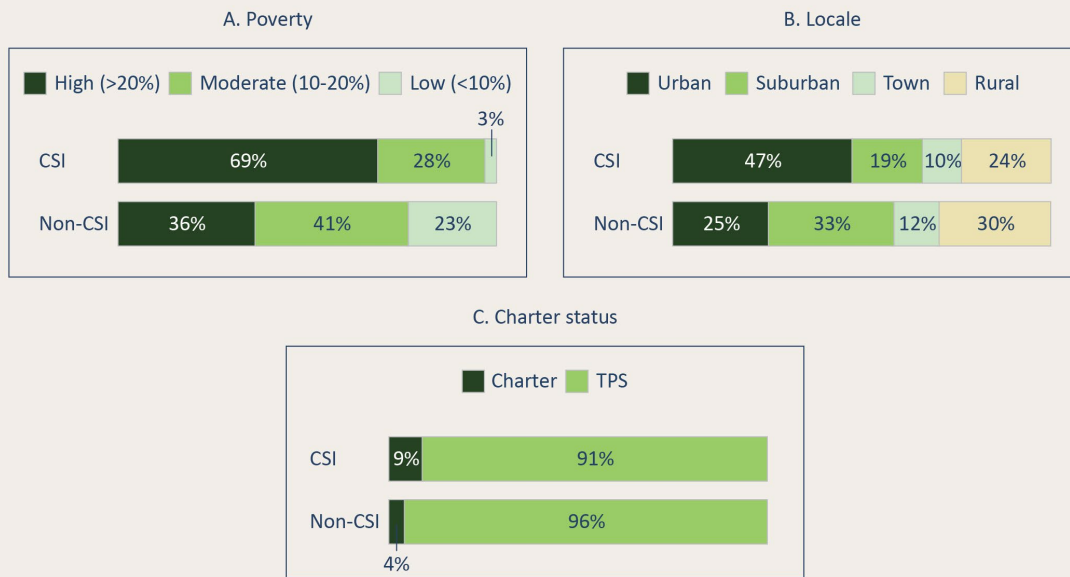 A. Poverty
High (>20%) Moderate (10-20%) Low (<10%)
3%
CSI 69% 28%
Non-CSI 36% 41% 23%
B. Locale
Urban Suburban Town Rural
CSI 47% 19% 10% 24%
Non-CSI 25% 33% 12% 30%
C. Charter status
Charter TPS
CSI 9% 91%
Non-CSI 96%
4%